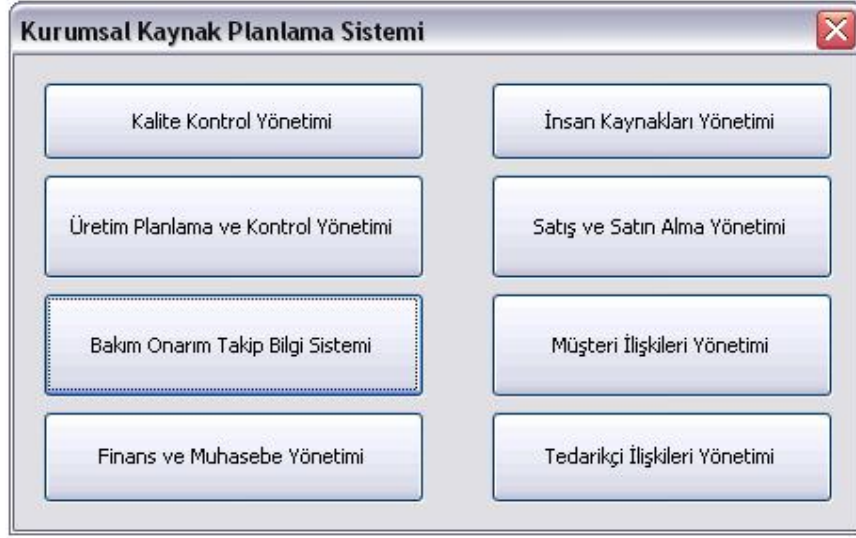 Kurumsal Kaynak Planlama Sistemi
Kalite Kontrol Yönetimi
İnsan Kaynakları Yönetimi
Üretim Planlama ve Kontrol Yönetimi
Satış ve Satın Alma Yönetimi
Bakım Onarım Takip Bilgi Sistemi
Müşteri İlişkileri Yönetimi
Finans ve Muhasebe Yönetimi
Tedarikçi İlişkileri Yönetimi